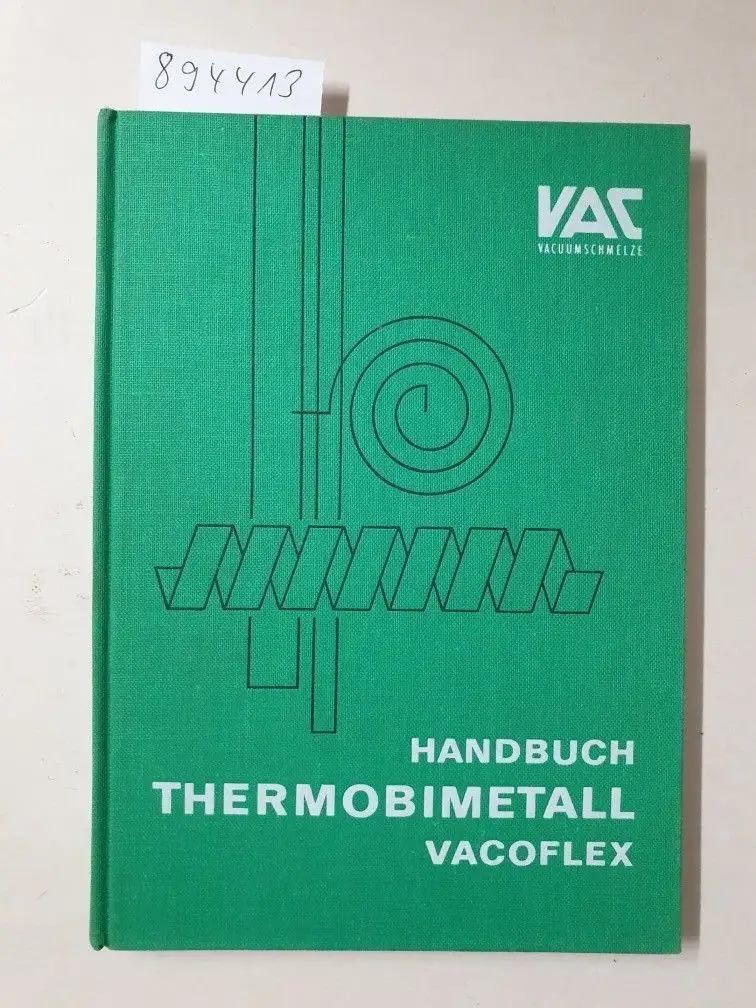 894413
VAC
VACUUMSCHMELZE
HANDBUCH
THERMOBIMETALL
VACOFLEX